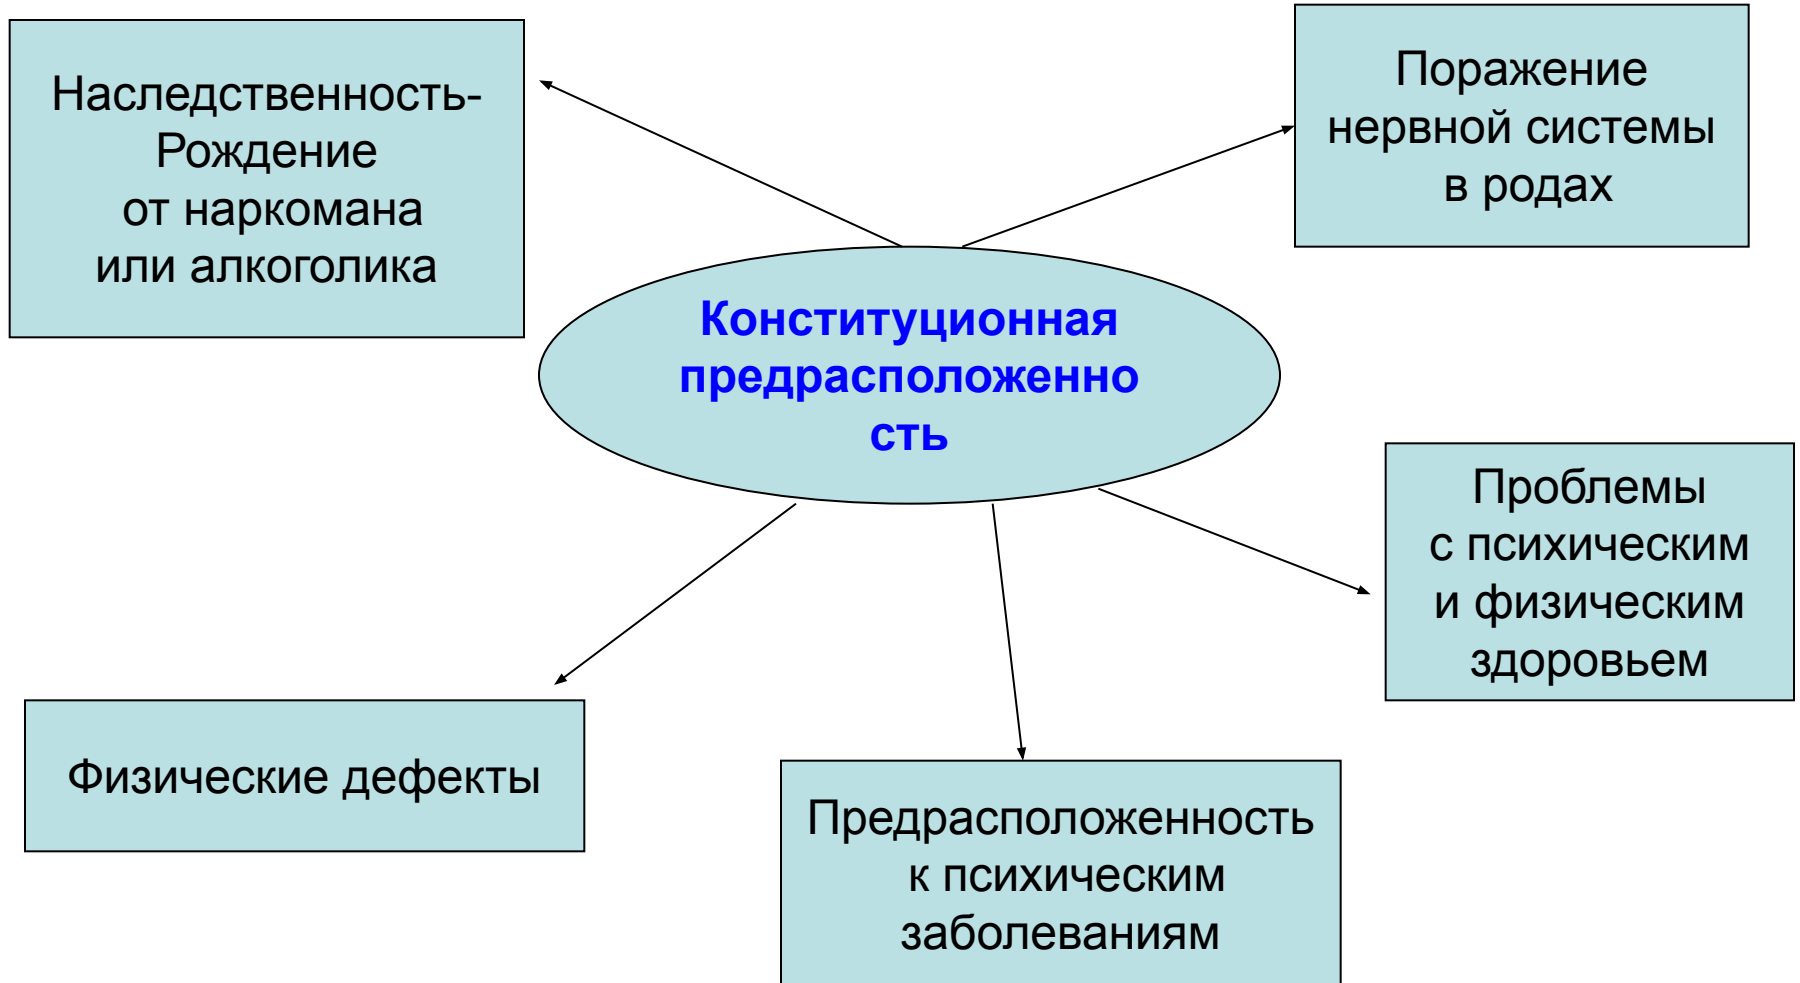 Наследственность-
Рождение
от наркомана
или алкоголика
Поражение
нервной системы
в родах
Конституционная
предрасположенно
сть
Проблемы
с психическим
и физическим
здоровьем
Физические дефекты
Предрасположенность
к психическим
заболеваниям